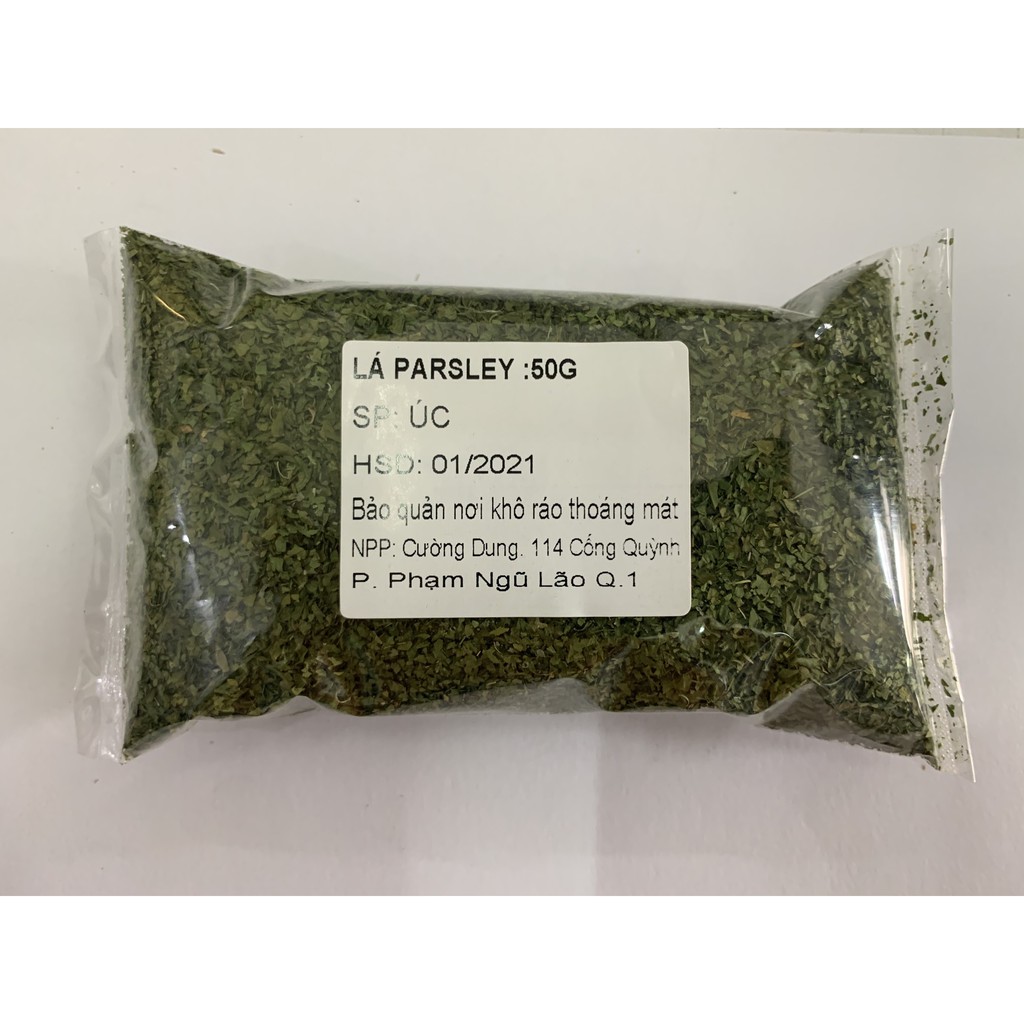 LÁ PARSLEY :50G
SP: ÚC
HSD: 01/2021
Bảo quản nơi khô ráo thoáng mát
NPP: Cường Dung. 114 Cống Quỳnh
P. Phạm Ngũ Lão Q.1